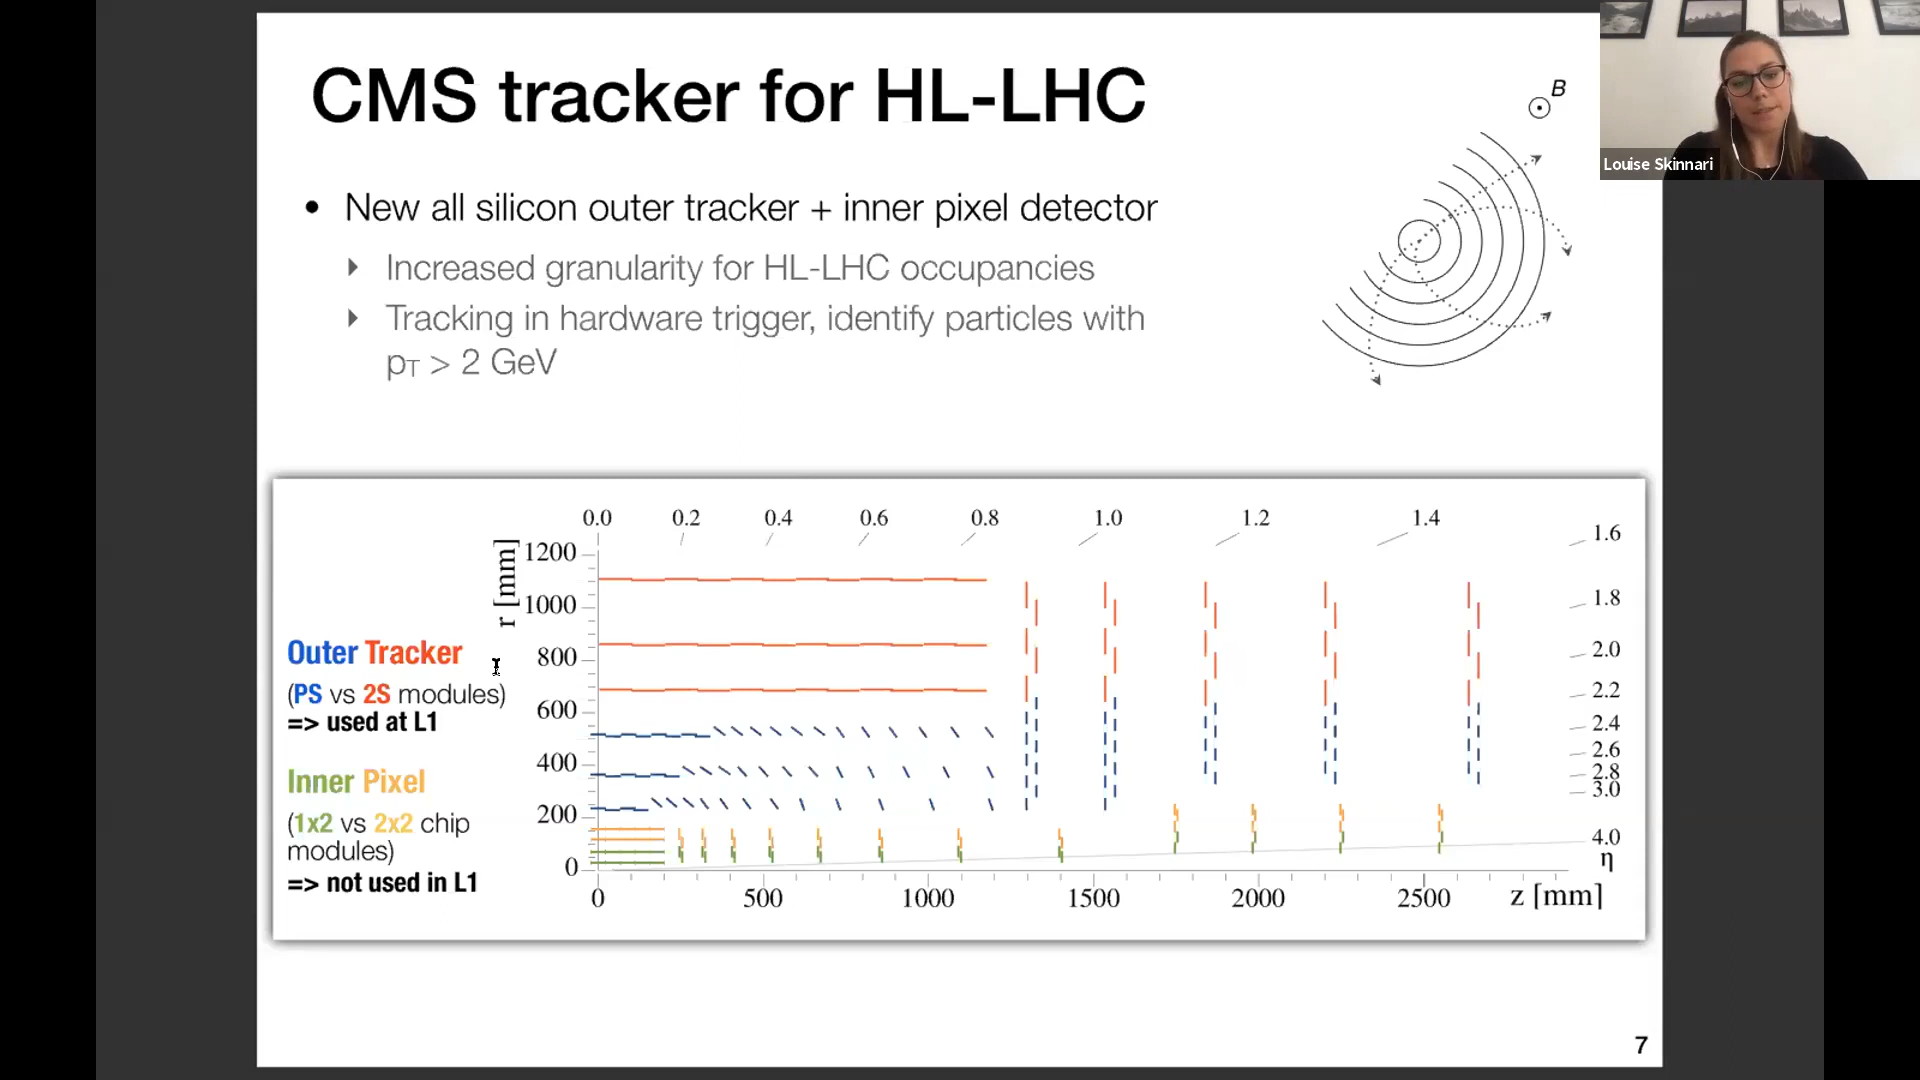 CMS tracker for HL-LHC
B
Louise Skinnari
• New all silicon outer tracker + inner pixel detector
Increased granularity for HL-LHC occupancies
Tracking in hardware trigger, identify particles with
pT > 2 GeV
0.0 0.2 0.4 0.6 0.8 1.0 1.2 1.4 1.6
r [mm]
1200
1000
800
600
400
200
0
1.8
2.0
2.2
2.4
2.6
2.8
3.0
4.0
η
Outer Tracker
(PS vs 2S modules)
=> used at L1
Inner Pixel
(1x2 vs 2x2 chip
modules)
=> not used in L1
0 500 1000 1500 2000 2500 z [mm]
7